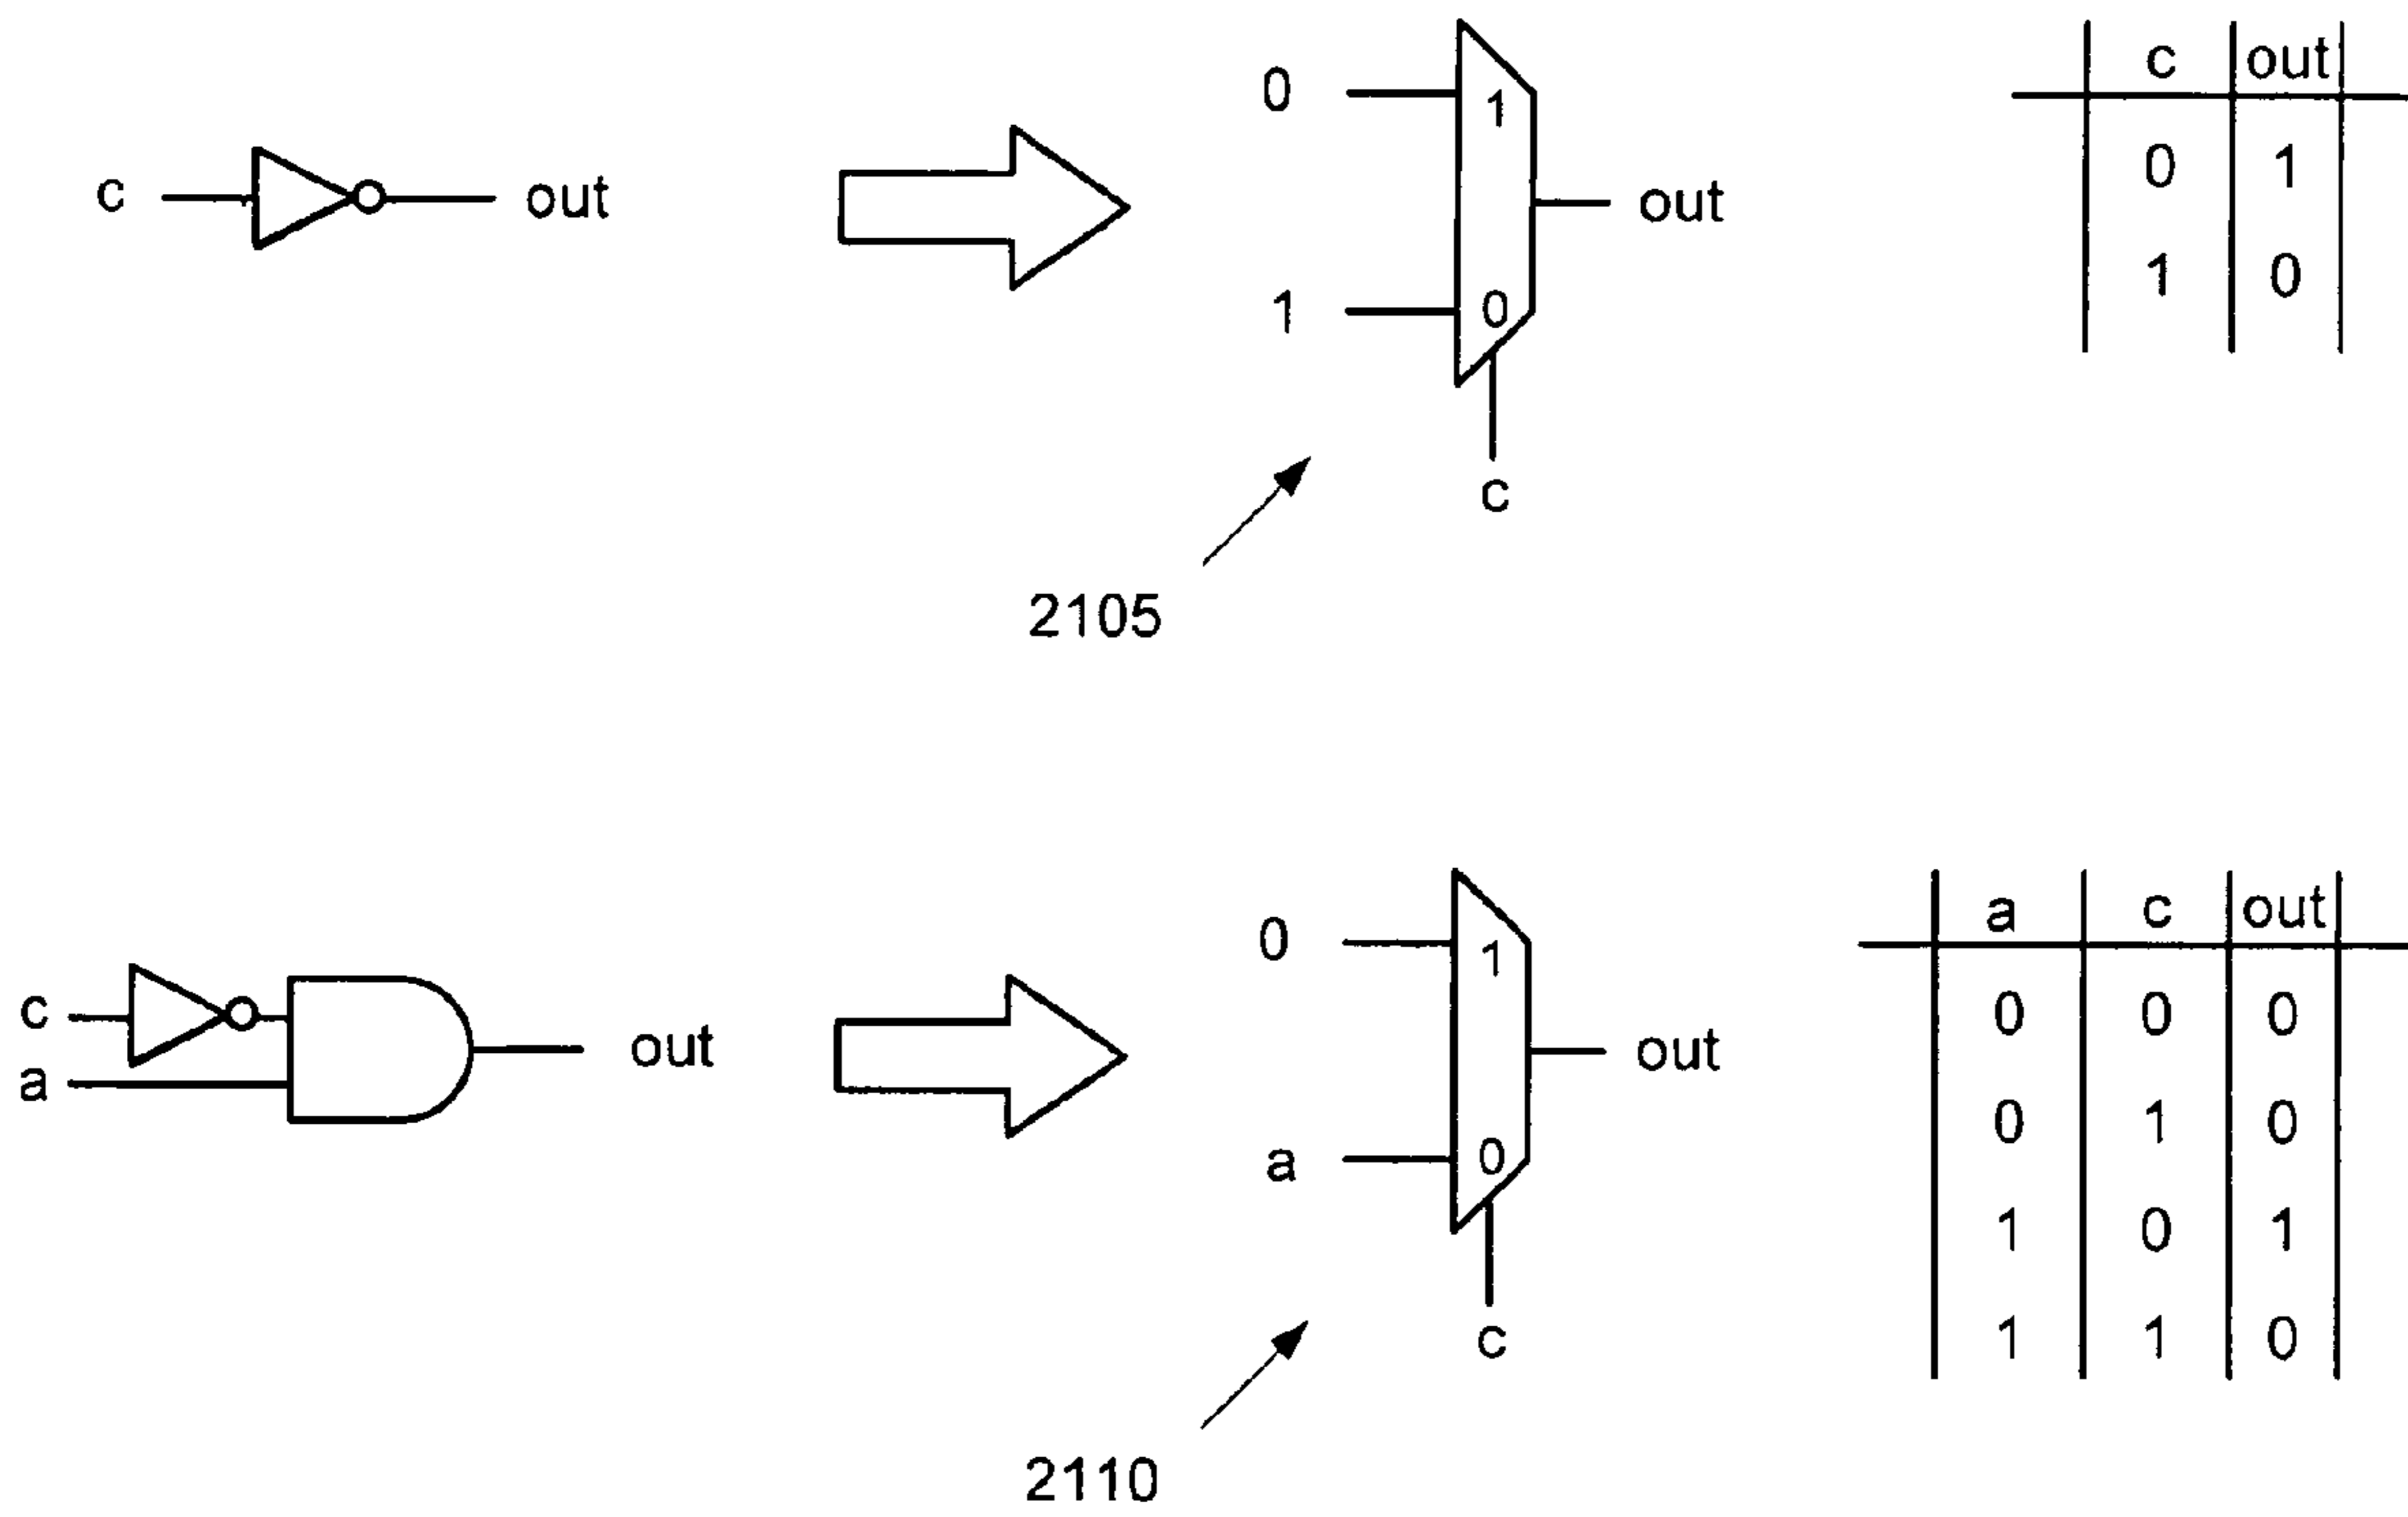 c out
0 1 1 0 out c
2105
c out
0 1
1 0
c a out
0 1 a 0 out c
2110
a c out
0 0 0
0 1 0
1 0 1
1 1 0